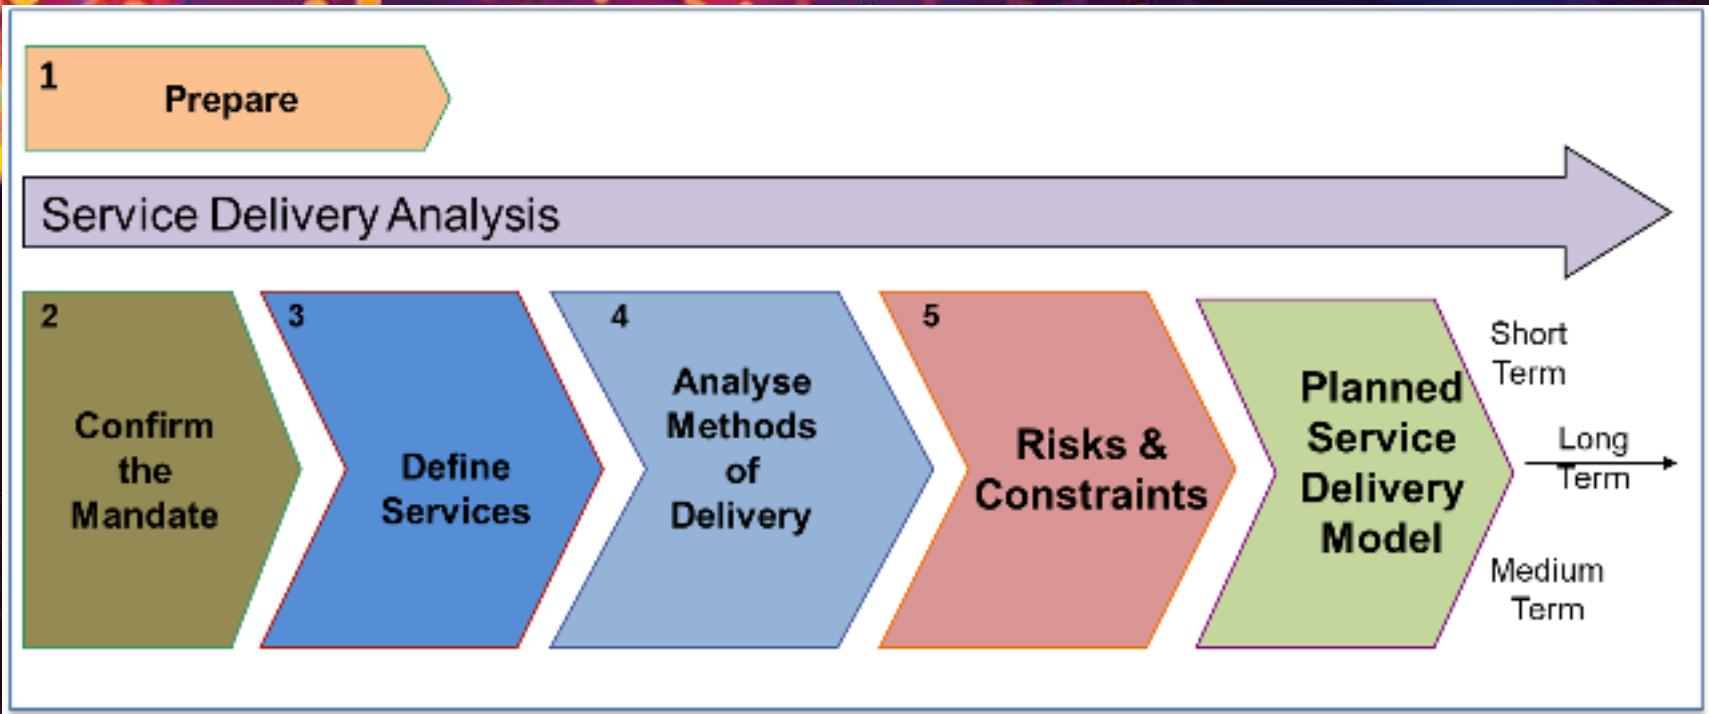 1
Prepare
Service Delivery Analysis
2
Confirm
the
Mandate
3
Define
Services
4
Analyse
Methods
of
Delivery
5
Risks &
Constraints
Planned
Service
Delivery
Model
Short
Term
Long
Term
Medium
Term